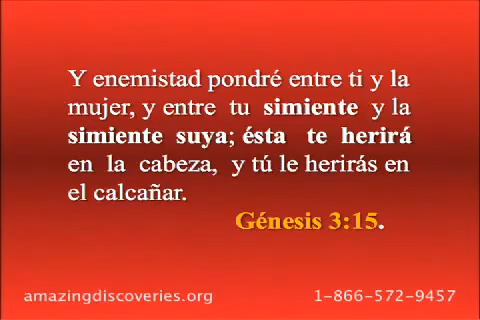 Y enemistad pondré entre ti y la
mujer, y entre tu simiente y la
simiente suya; ésta te herirá
en la cabeza, y tú le herirás en
el calcañar.
Génesis 3:15.
amazingdiscoveries.org 1-866-572-9457